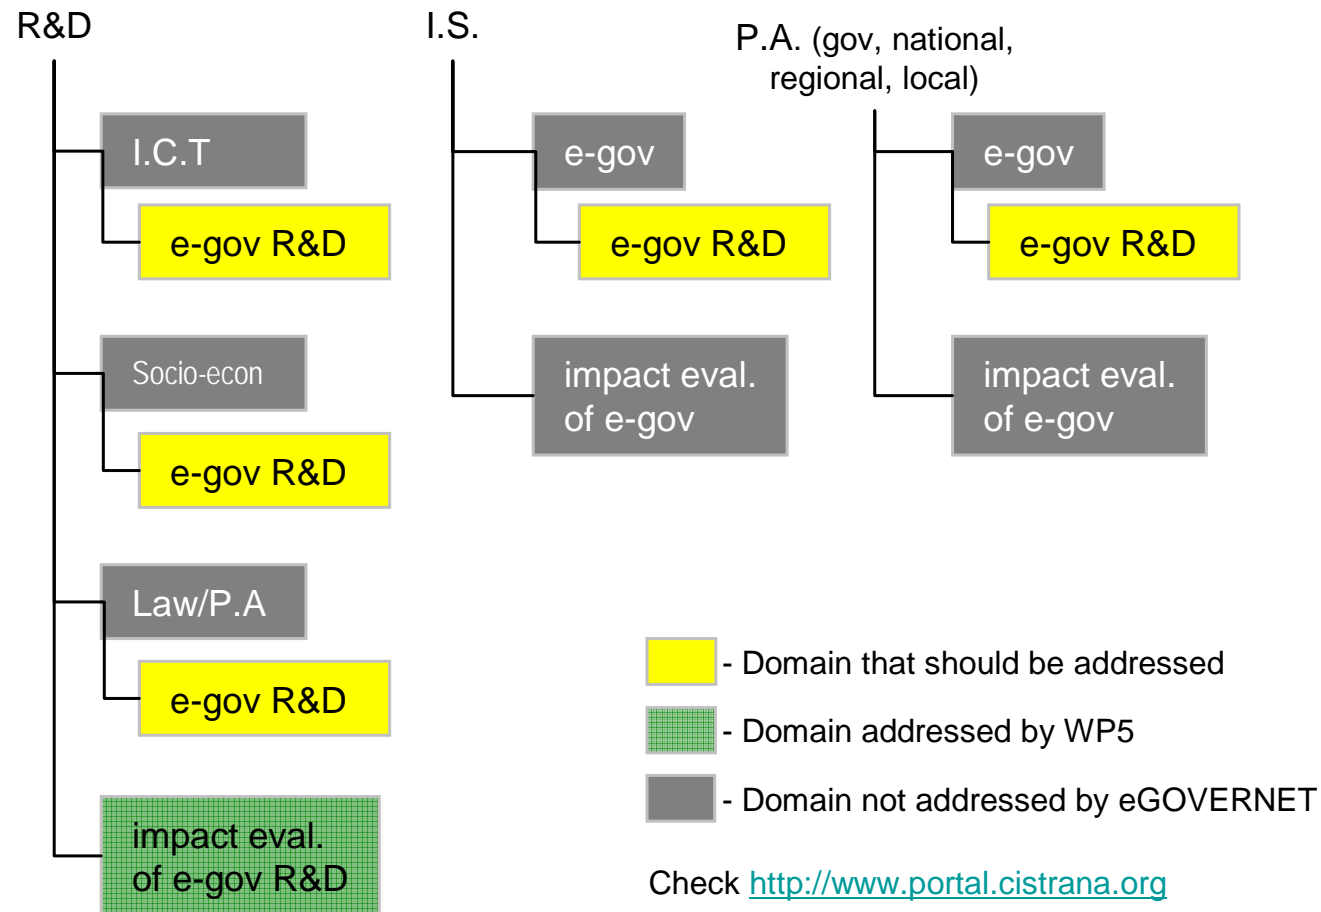 R&D
I.C.T
e-gov R&D
Socio-econ
e-gov R&D
Law/P.A
e-gov R&D
impact eval.
of e-gov R&D
I.S.
e-gov
e-gov R&D
impact eval.
of e-gov
P.A. (gov, national,
regional, local)
e-gov
e-gov R&D
impact eval.
of e-gov
- Domain that should be addressed
- Domain addressed by WP5
- Domain not addressed by eGOVERNET
Check http://www.portal.cistrana.org